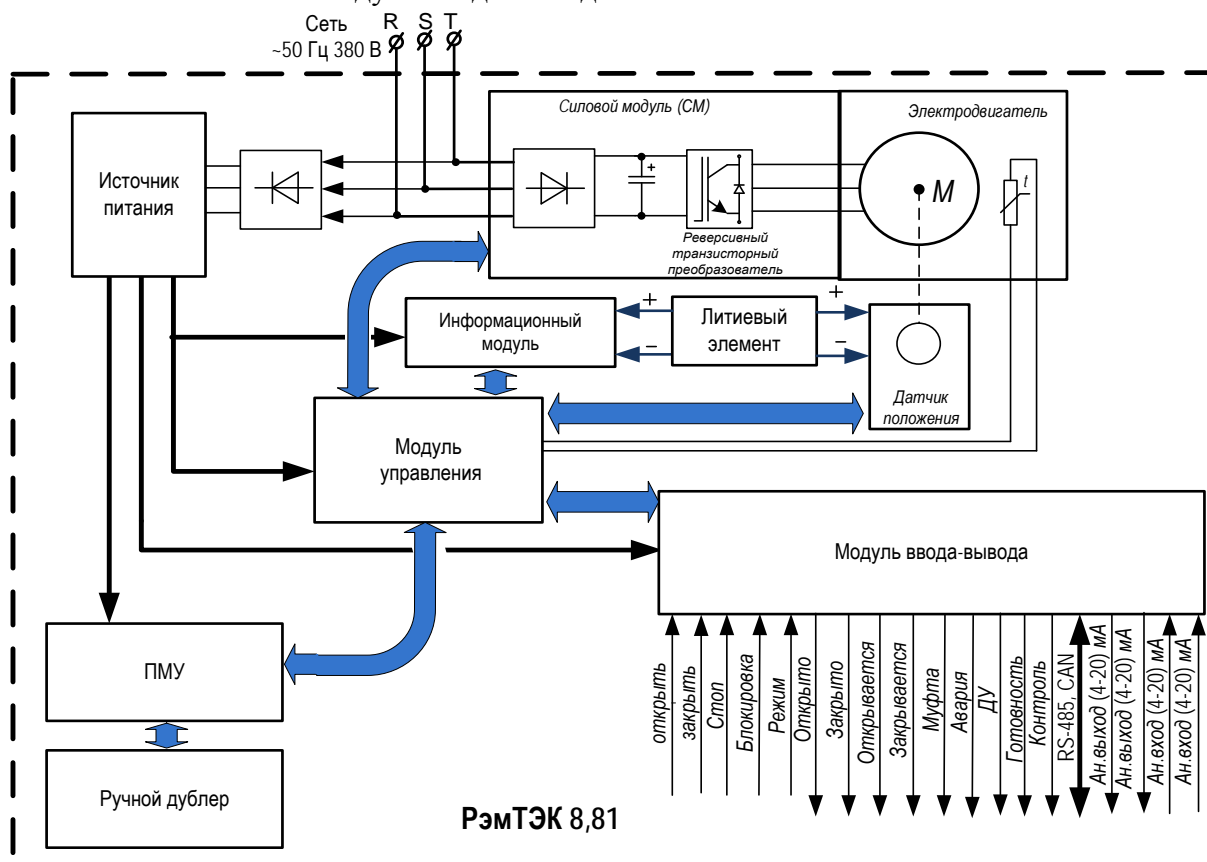 Сеть
~50 Гц 380 В
R S T
Силовой модуль (СМ)
Электродвигатель
Источник
питания
M
t
+
Реверсивный
транзисторный
преобразователь
Информационный
модуль
+
–
Литиевый
элемент
+
–
Датчик
положения
Модуль
управления
Модуль ввода-вывода
ПМУ
Ручной дублер
открыть
закрыть
Стоп
Блокировка
Режим
Открыто
Закрыто
Открывается
Закрывается
Муфта
Авария
ДУ
Готовность
Контроль
RS-485, CAN
Ан.выход (4-20) мА
Ан.выход (4-20) мА
Ан.вход (4-20) мА
Ан.вход (4-20) мА
РэмТЭК 8,81